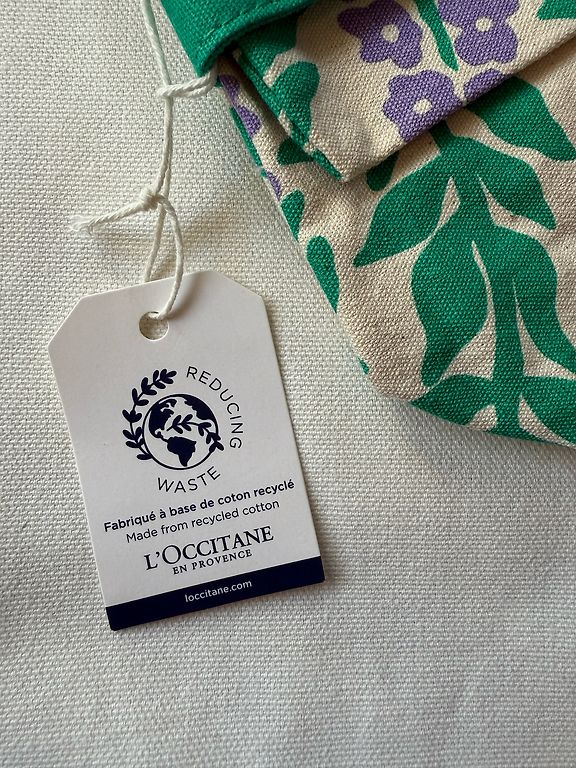 REDUCING
WASTE
Fabriqué à base de coton recyclé
Made from recycled cotton
L'OCCITANE
EN PROVENCE
loccitane.com